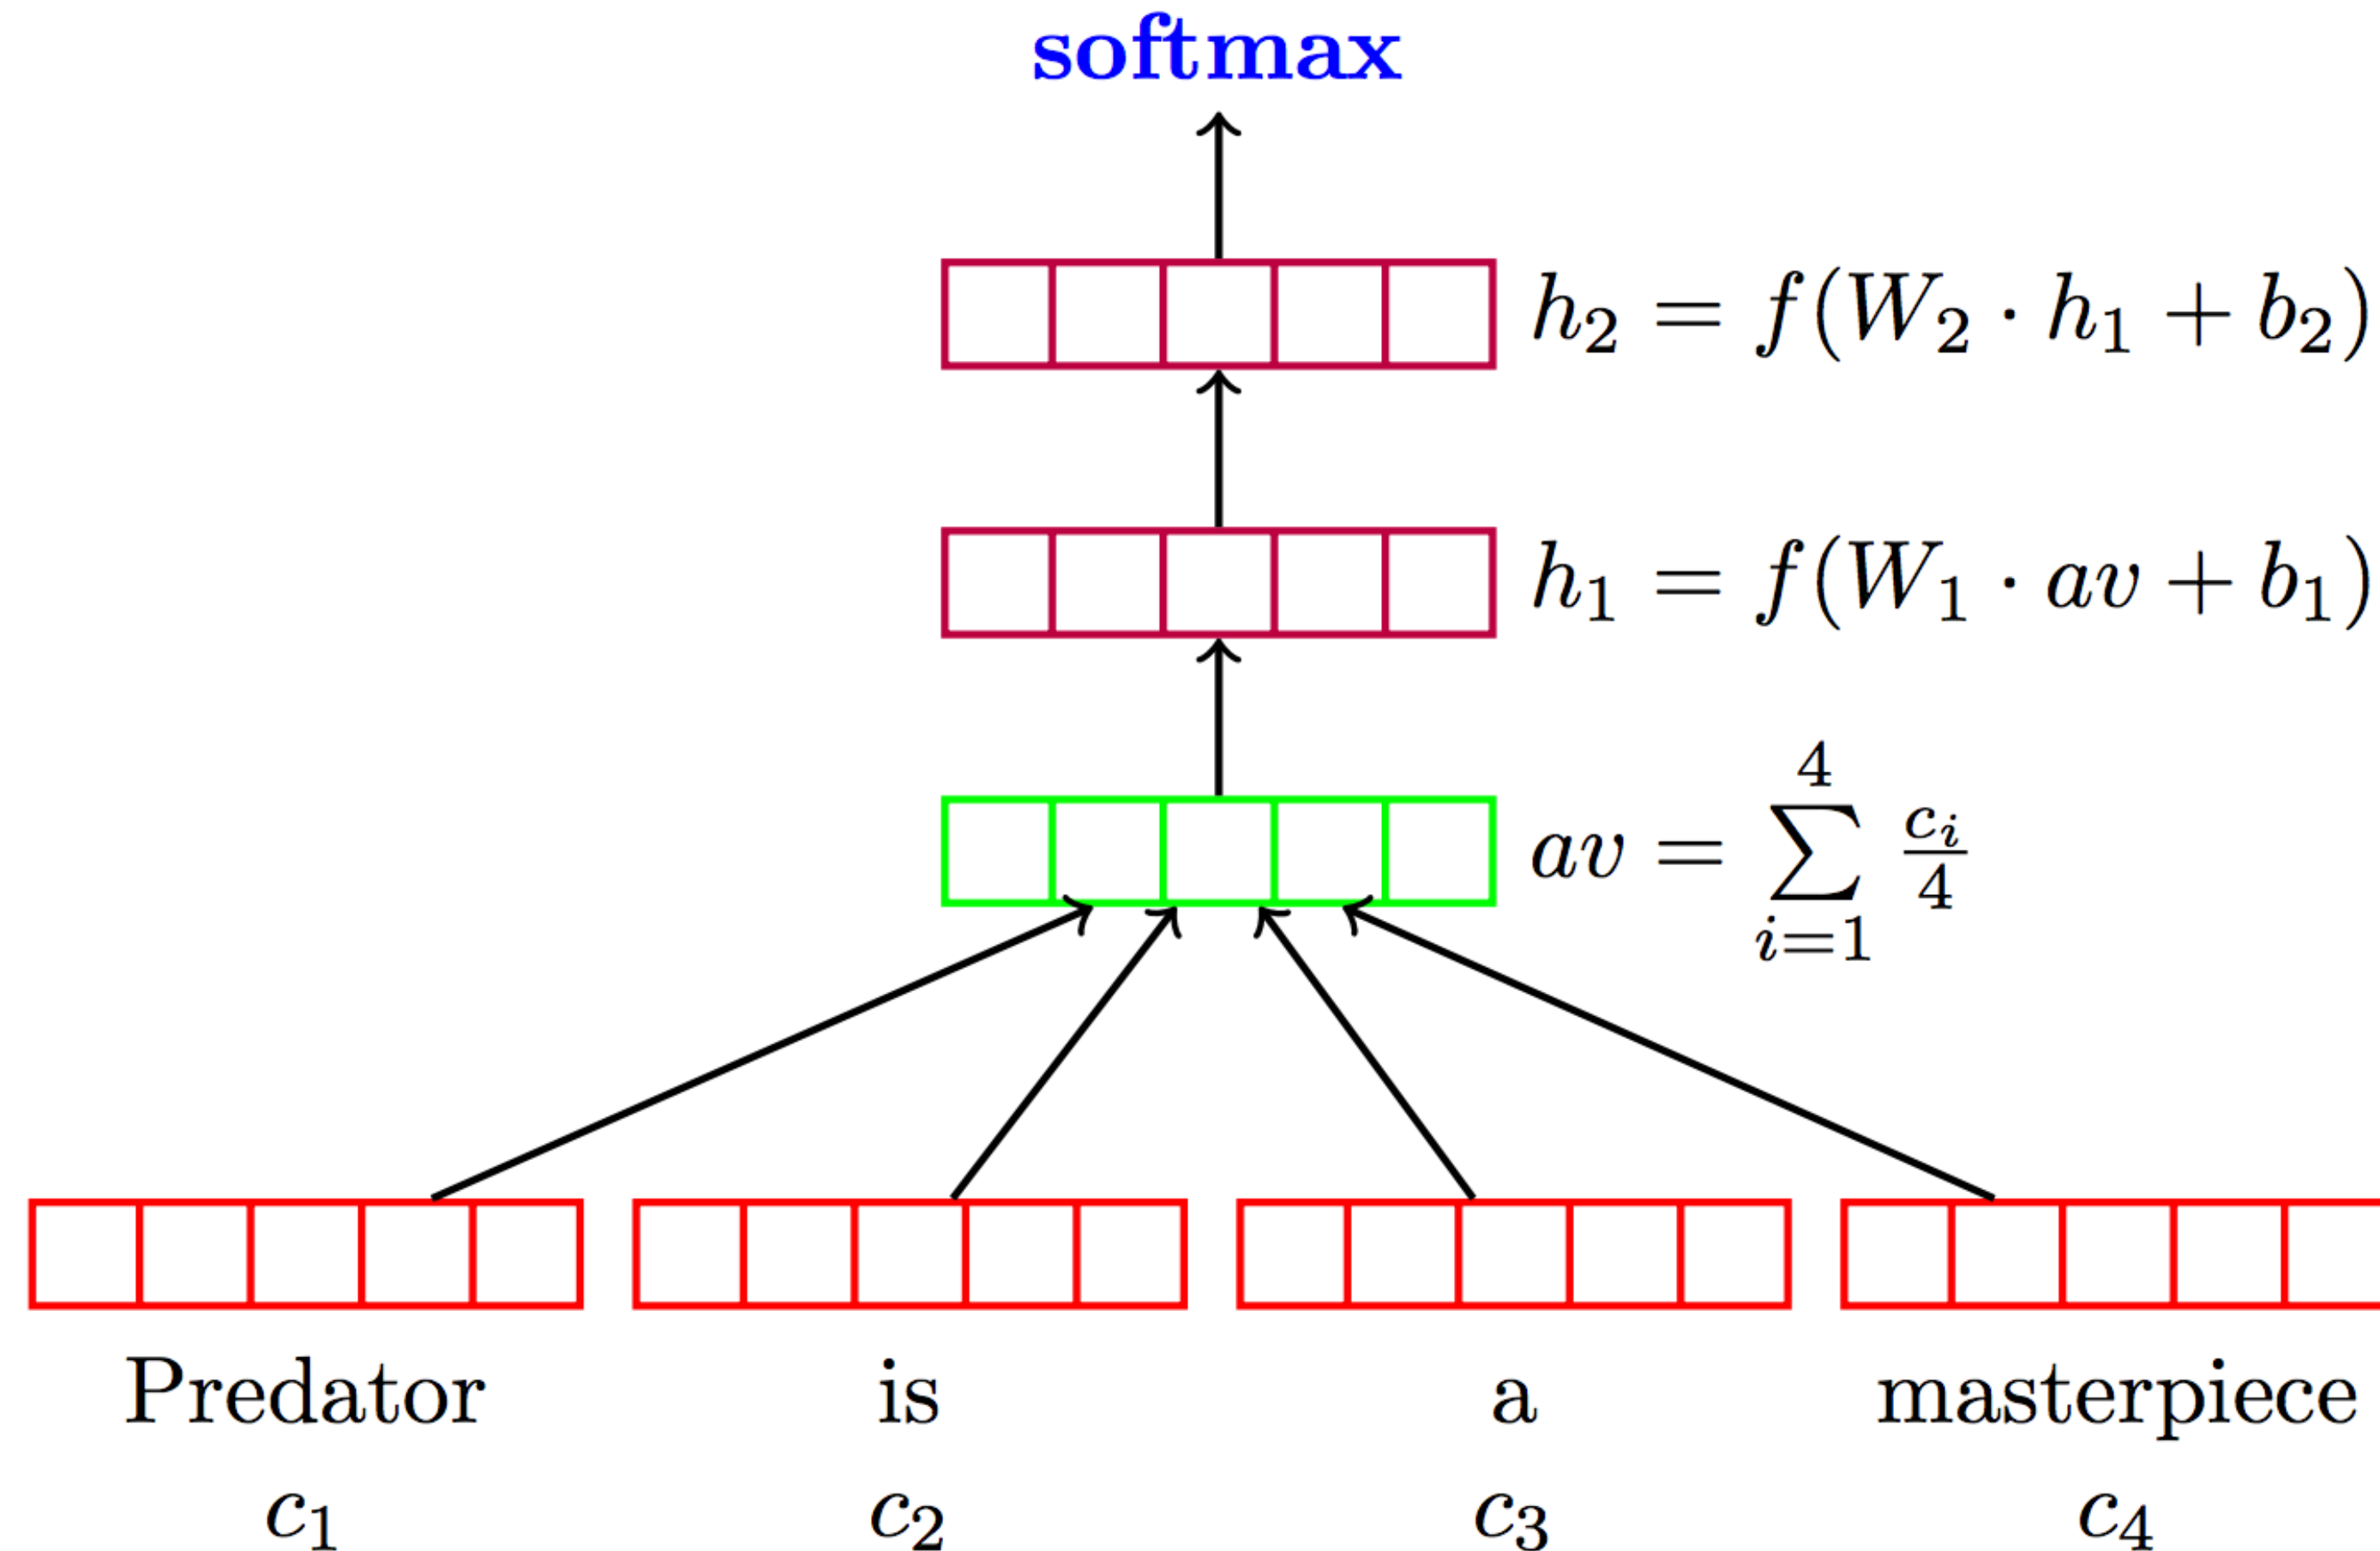 softmax
h₂ = f(W₂ · h₁ + b₂)
h₁ = f(W₁ · av + b₁)
av = ∑_{i=1}^{4} c_i/4
Predator is a masterpiece
c₁ c₂ c₃ c₄